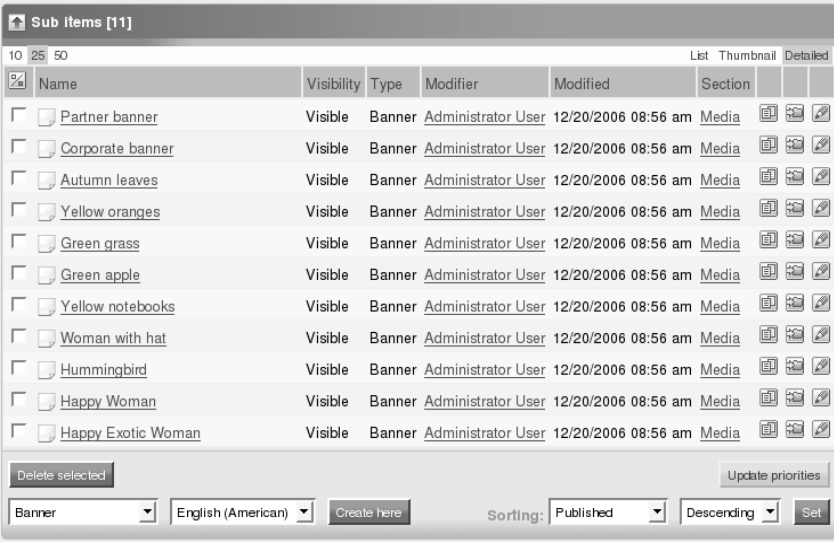 Sub items [11]
10 25 50 List Thumbnail Detailed
Name Visibility Type Modifier Modified Section
Partner banner Visible Banner Administrator User 12/20/2006 08:56 am Media
Corporate banner Visible Banner Administrator User 12/20/2006 08:56 am Media
Autumn leaves Visible Banner Administrator User 12/20/2006 08:56 am Media
Yellow oranges Visible Banner Administrator User 12/20/2006 08:56 am Media
Green grass Visible Banner Administrator User 12/20/2006 08:56 am Media
Green apple Visible Banner Administrator User 12/20/2006 08:56 am Media
Yellow notebooks Visible Banner Administrator User 12/20/2006 08:56 am Media
Woman with hat Visible Banner Administrator User 12/20/2006 08:56 am Media
Hummingbird Visible Banner Administrator User 12/20/2006 08:56 am Media
Happy Woman Visible Banner Administrator User 12/20/2006 08:56 am Media
Happy Exotic Woman Visible Banner Administrator User 12/20/2006 08:56 am Media
Delete selected Update priorities
Banner English (American) Create here Sorting: Published Descending Set